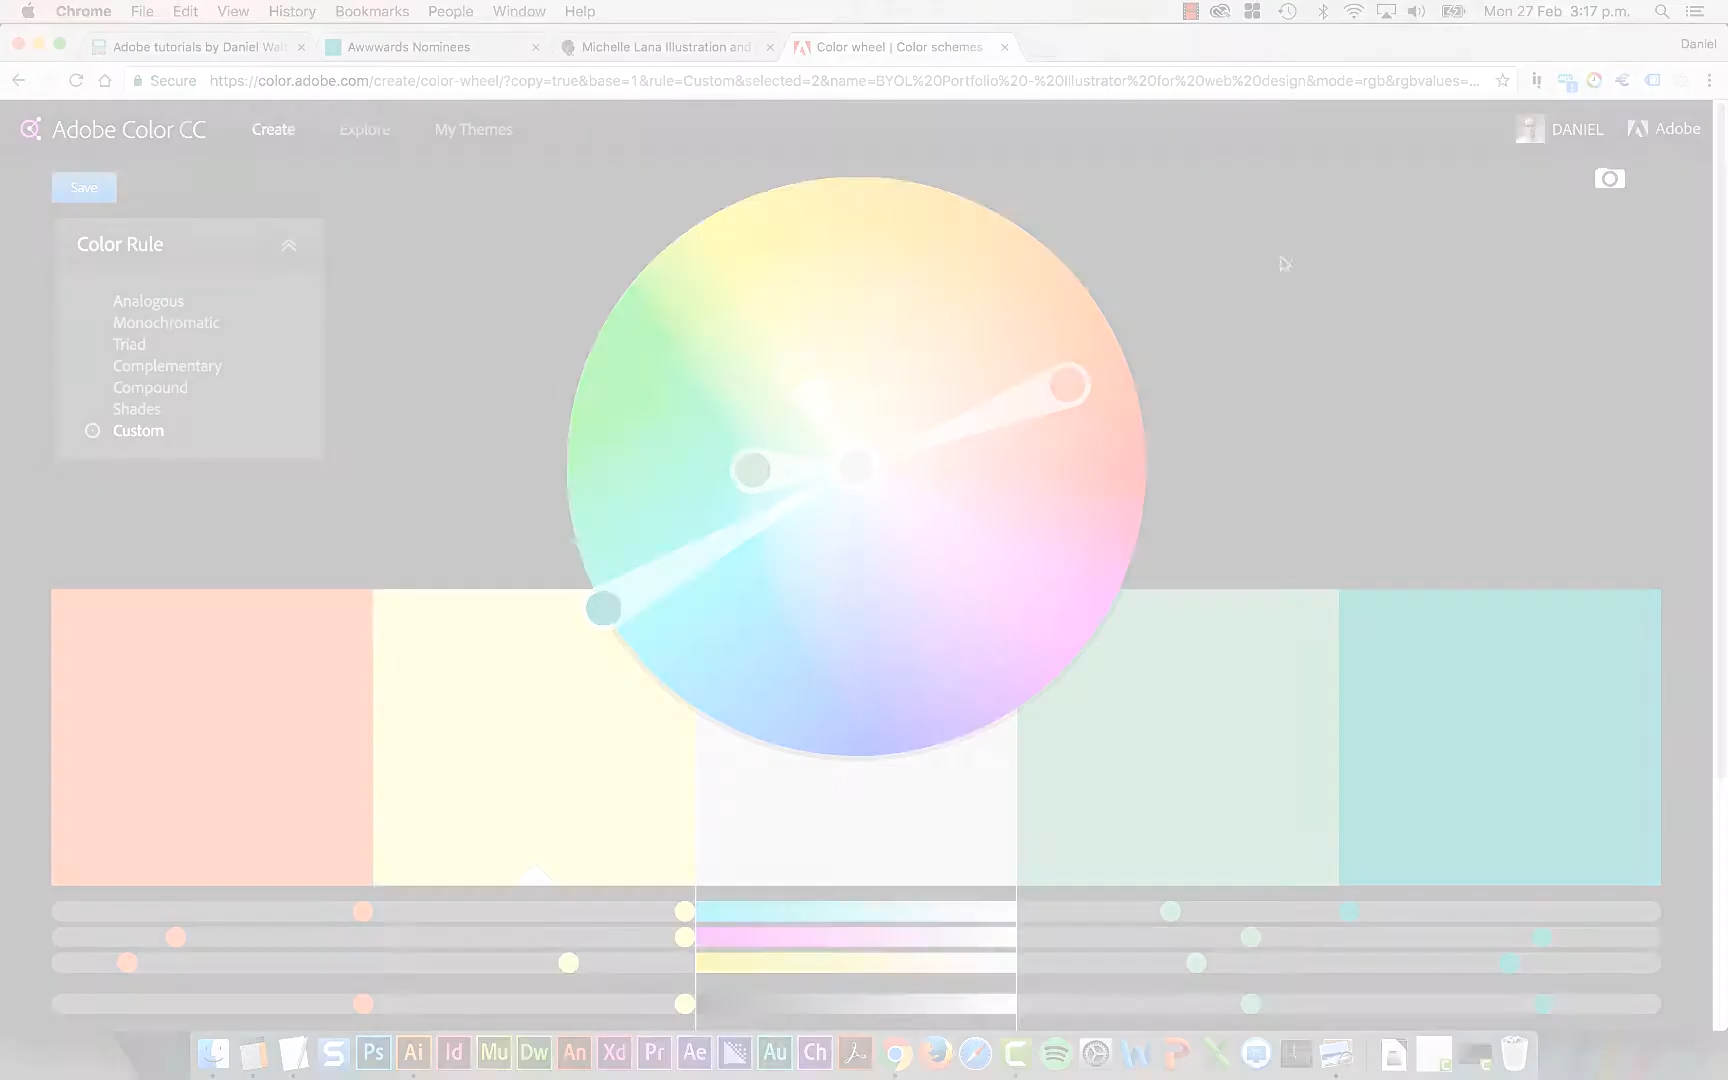 Chrome File Edit View History Bookmarks People Window Help Mon 27 Feb 3:17 p.m.
Adobe tutorials by Daniel Walt Awwwards Nominees Michelle Lana Illustration and Color wheel | Color schemes Daniel
Secure https://color.adobe.com/create/color-wheel/?copy=true&base=1&rule=Custom&selected=2&name=BYOL%20Portfolio%20-%20Illustrator%20for%20web%20design&mode=rgb&rgbvalues=...
Adobe Color CC Create Explore My Themes DANIEL Adobe
Save
Color Rule
Analogous
Monochromatic
Triad
Complementary
Compound
Shades
Custom
Ps Ai Id Mu Dw An Xd Pr Ae Au Ch